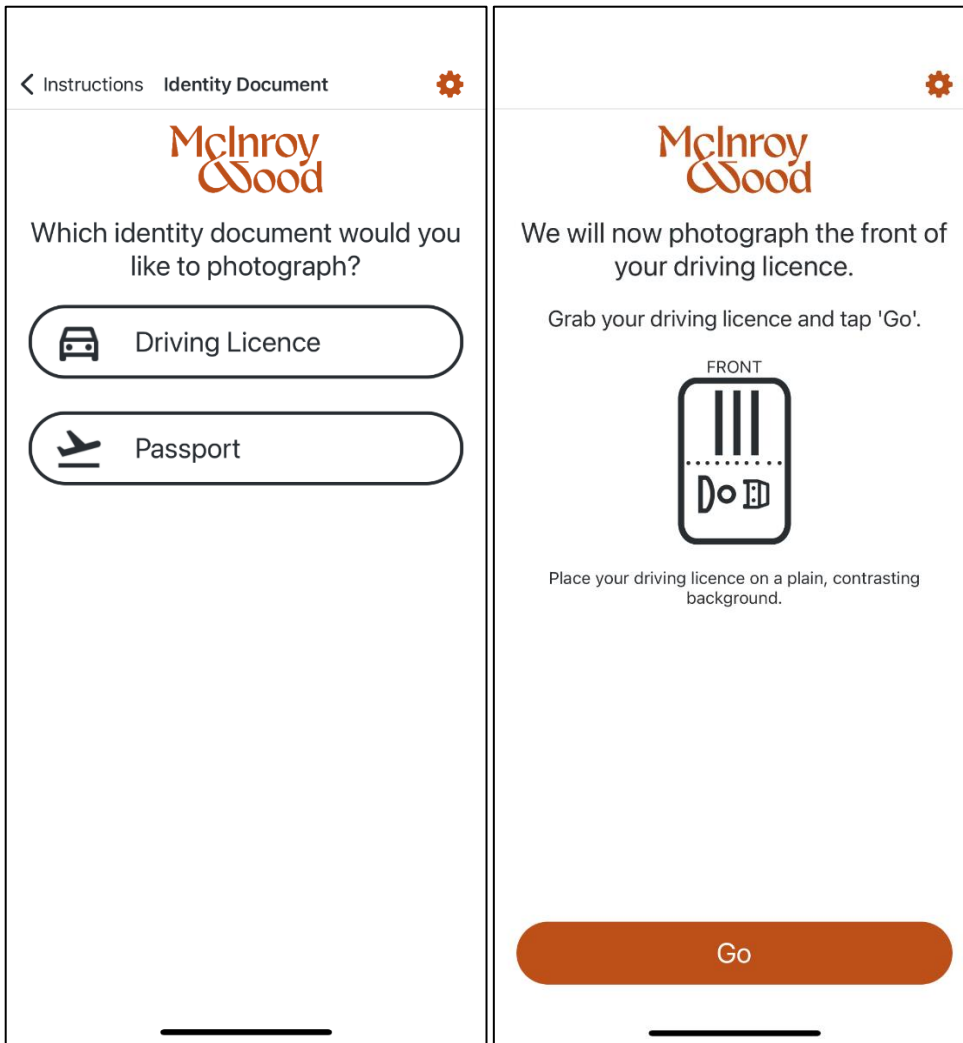 Instructions Identity Document
McInroy
&Wood
Which identity document would you
like to photograph?
Driving Licence
Passport
McInroy
&Wood
We will now photograph the front of
your driving licence.
Grab your driving licence and tap 'Go'.
FRONT
Place your driving licence on a plain, contrasting
background.
Go